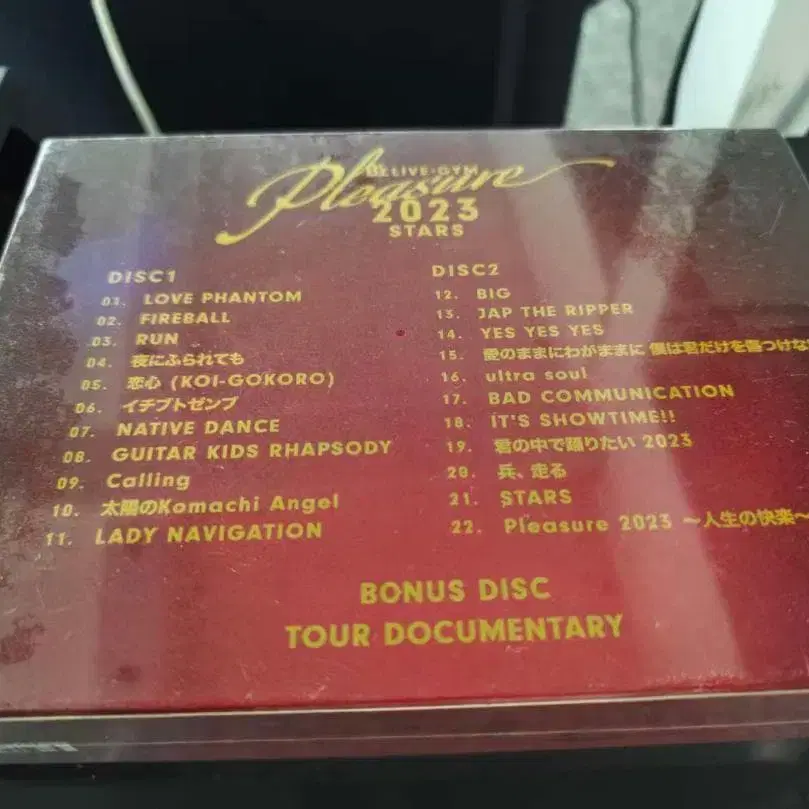 B'z LIVE-GYM
Pleasure
2023
STARS
DISC1
01. LOVE PHANTOM
02. FIREBALL
03. RUN
04. 夜にふられても
05. 恋心 (KOI-GOKORO)
06. イチブトゼンブ
07. NATIVE DANCE
08. GUITAR KIDS RHAPSODY
09. Calling
10. 太陽のKomachi Angel
11. LADY NAVIGATION
DISC2
12. BIG
13. JAP THE RIPPER
14. YES YES YES
15. 愛のままにわがままに 僕は君だけを傷つけな
16. ultra soul
17. BAD COMMUNICATION
18. IT'S SHOWTIME!!
19. 君の中で踊りたい 2023
20. 兵、走る
21. STARS
22. Pleasure 2023 ～人生の快楽～
BONUS DISC
TOUR DOCUMENTARY